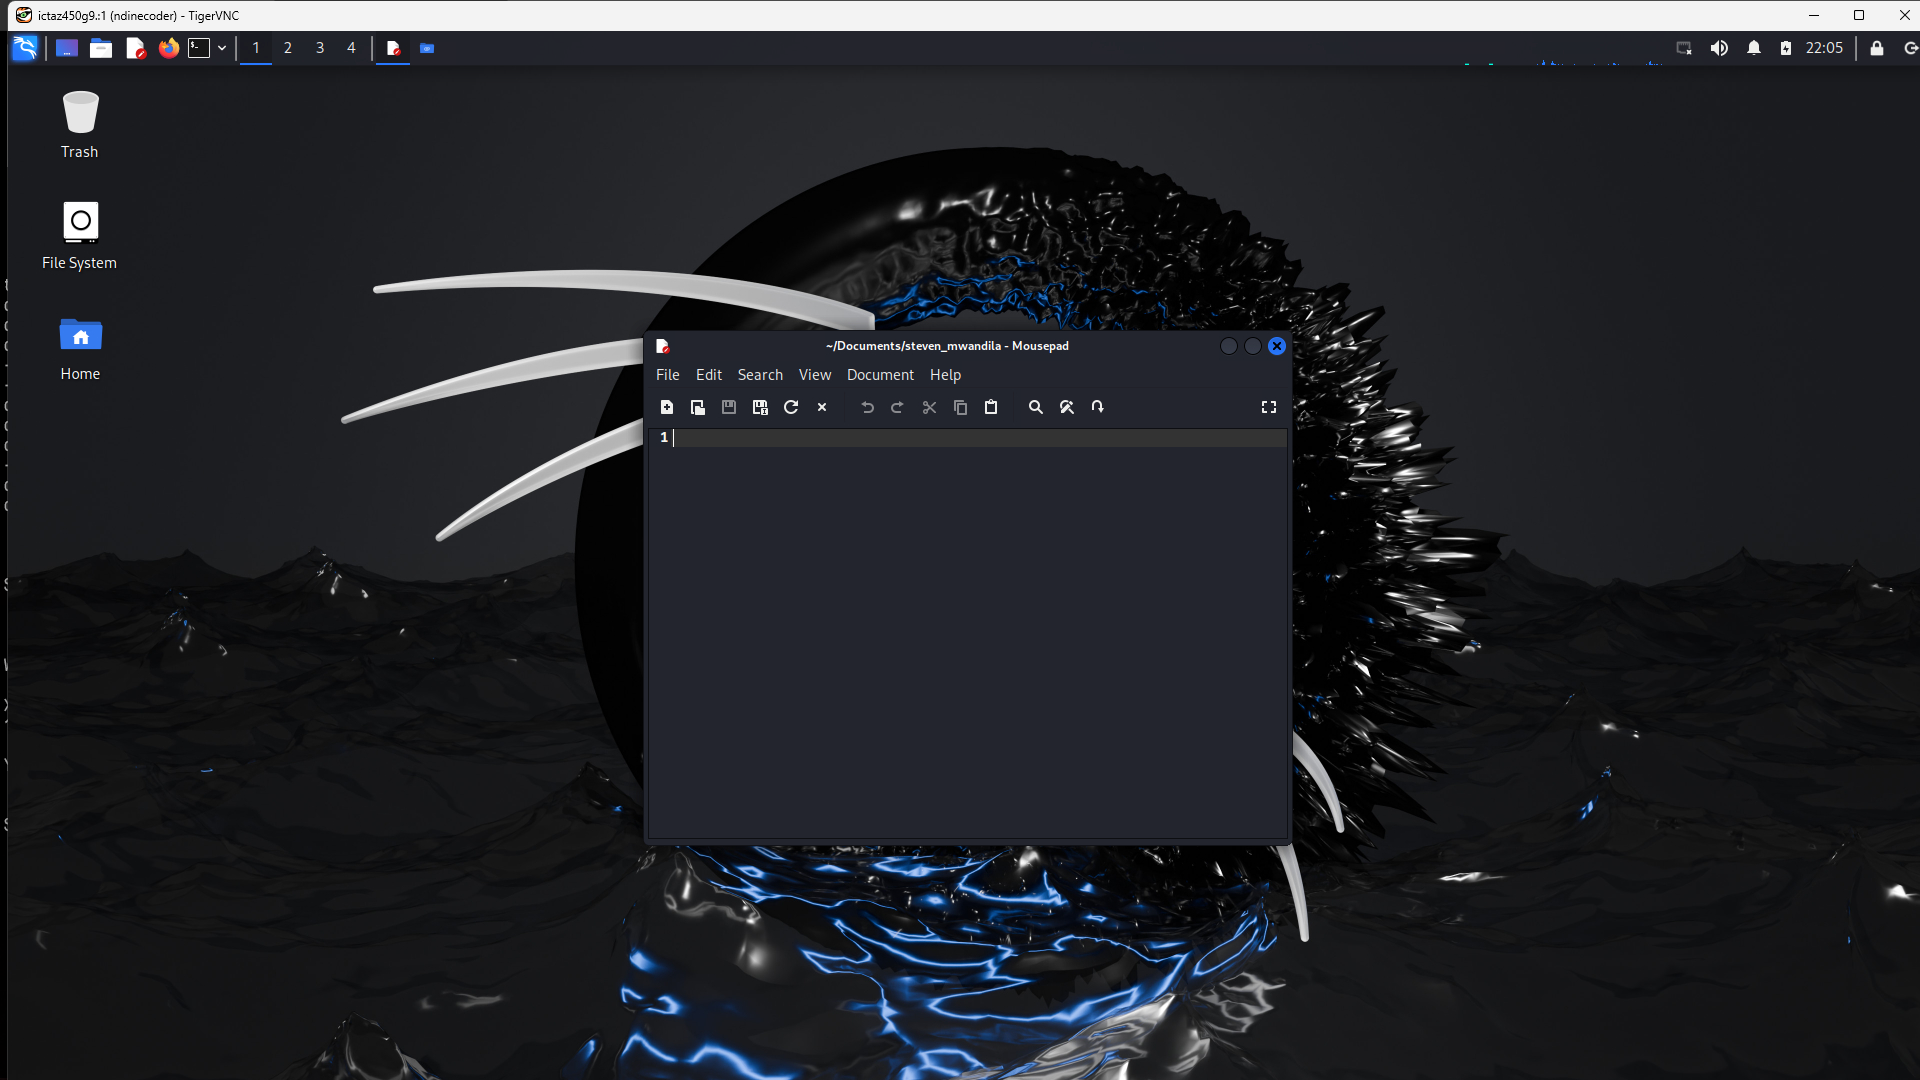 ictaz450g9.:1 (ndinecoder) - TigerVNC
1 2 3 4 22:05
Trash
File System
Home
~/Documents/steven_mwandila - Mousepad
File Edit Search View Document Help
1